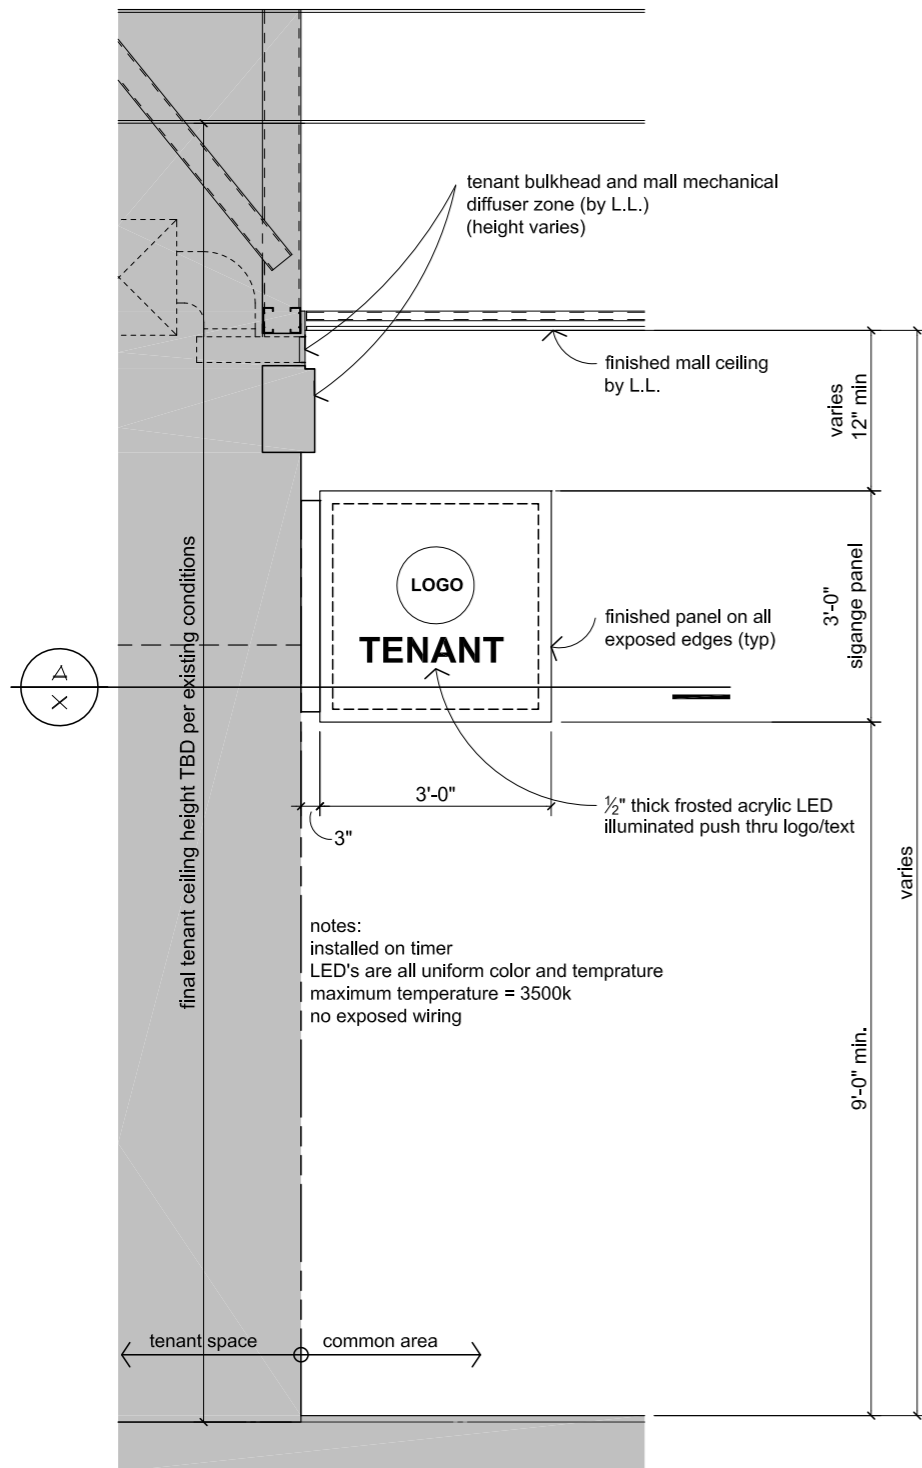 tenant bulkhead and mall mechanical
diffuser zone (by L.L.)
(height varies)
finished mall ceiling
by L.L.
varies
12" min
LOGO
TENANT
3'-0"
sigange panel
finished panel on all
exposed edges (typ)
final tenant ceiling height TBD per existing conditions
A
X
3'-0"
3"
½" thick frosted acrylic LED
illuminated push thru logo/text
varies
notes:
installed on timer
LED's are all uniform color and temprature
maximum temperature = 3500k
no exposed wiring
9'-0" min.
tenant space
common area